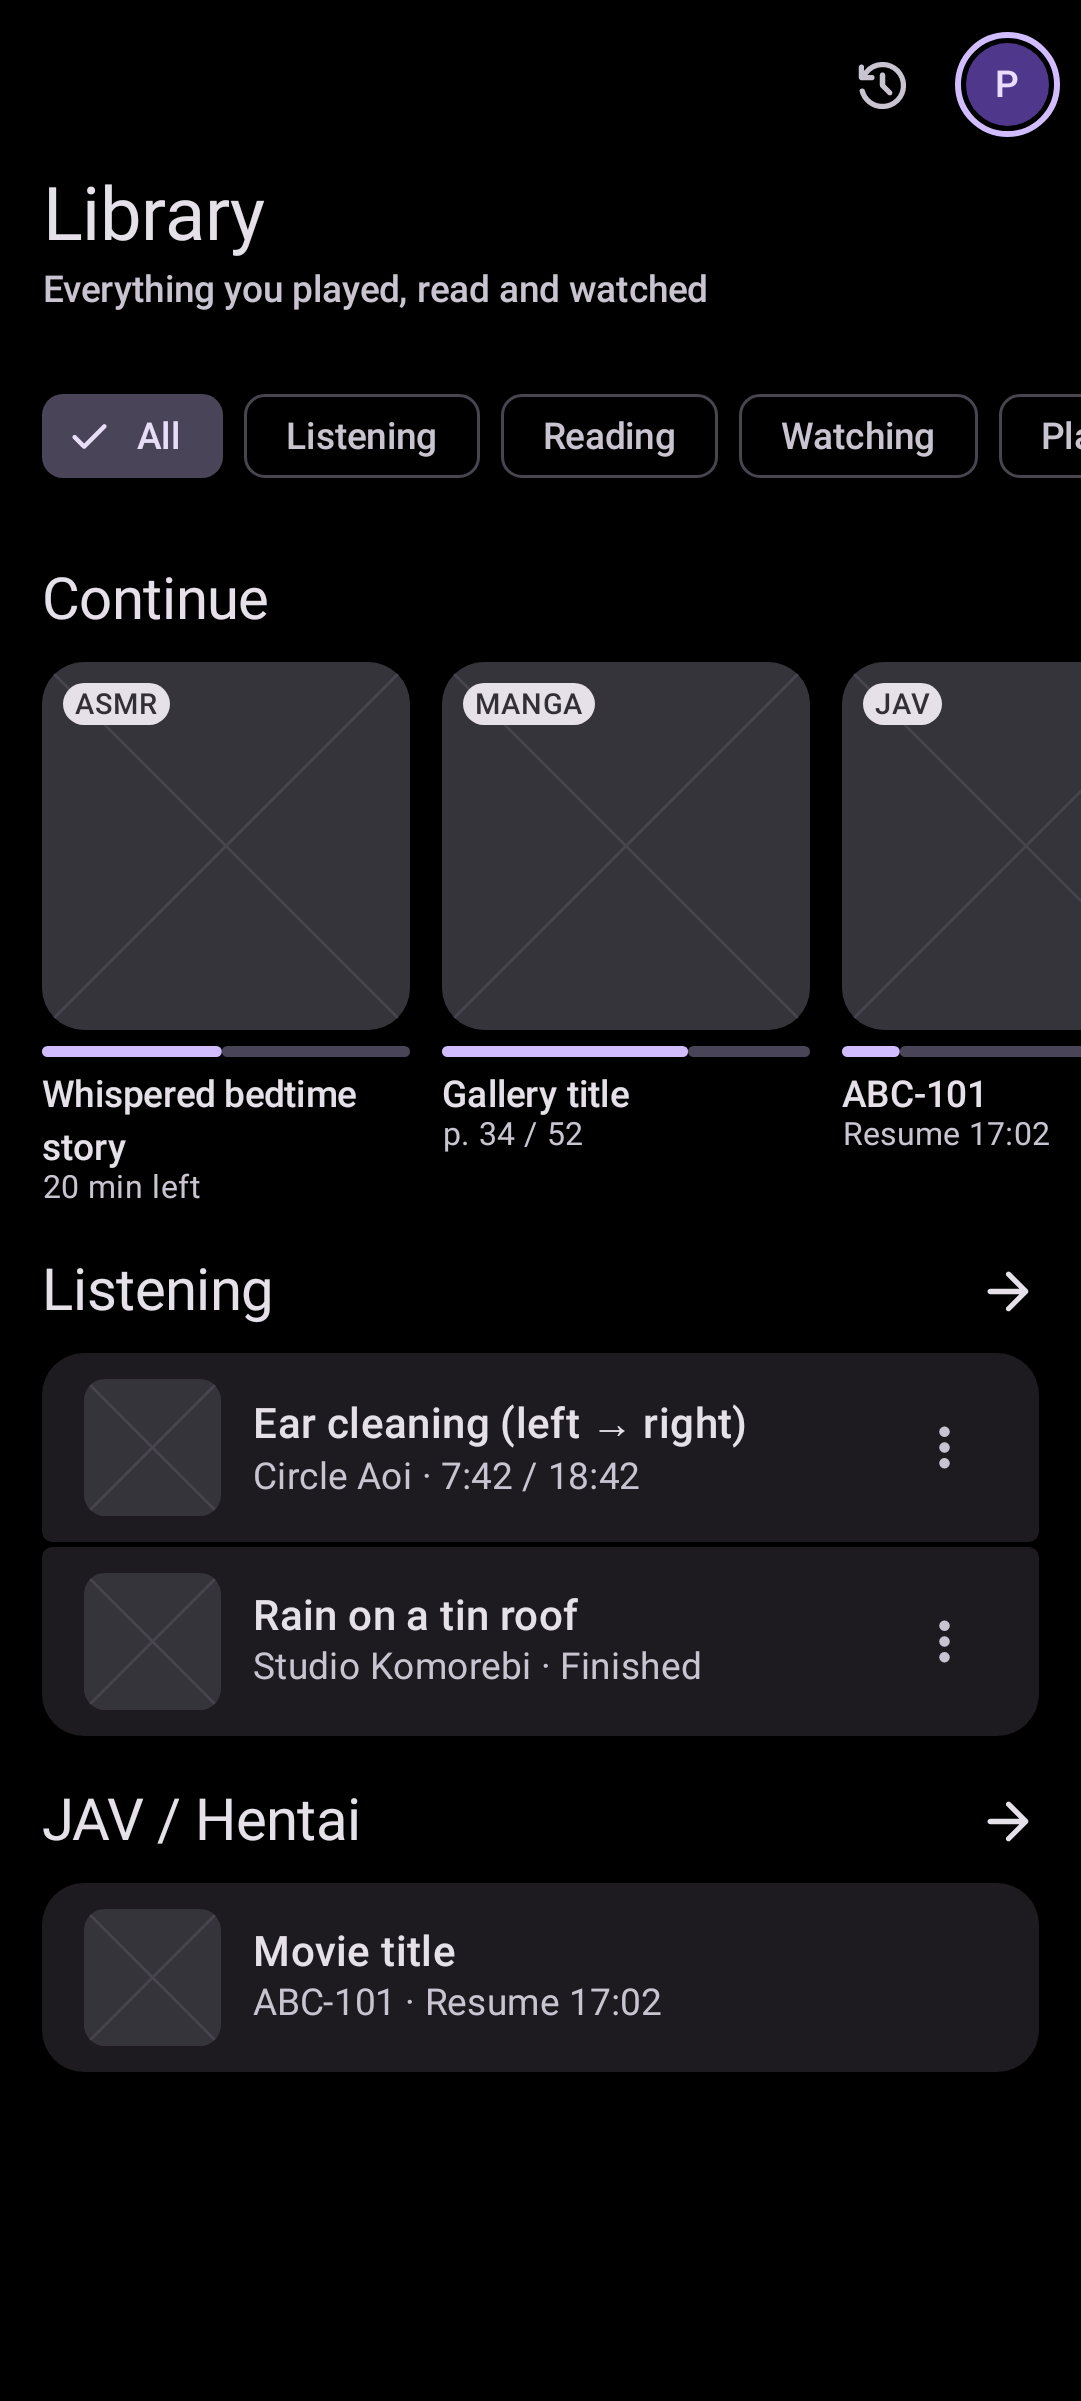 P
Library
Everything you played, read and watched
All
Listening
Reading
Watching
Continue
ASMR
MANGA
JAV
Whispered bedtime
story
20 min left
Gallery title
p. 34 / 52
ABC-101
Resume 17:02
Listening
Ear cleaning (left → right)
Circle Aoi · 7:42 / 18:42
Rain on a tin roof
Studio Komorebi · Finished
JAV / Hentai
Movie title
ABC-101 · Resume 17:02